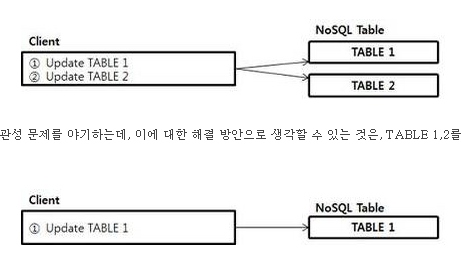 Client
NoSQL Table
① Update TABLE 1
② Update TABLE 2
TABLE 1
TABLE 2
관성 문제를 야기하는데, 이에 대한 해결 방안으로 생각할 수 있는 것은, TABLE 1,2를
Client
NoSQL Table
① Update TABLE 1
TABLE 1